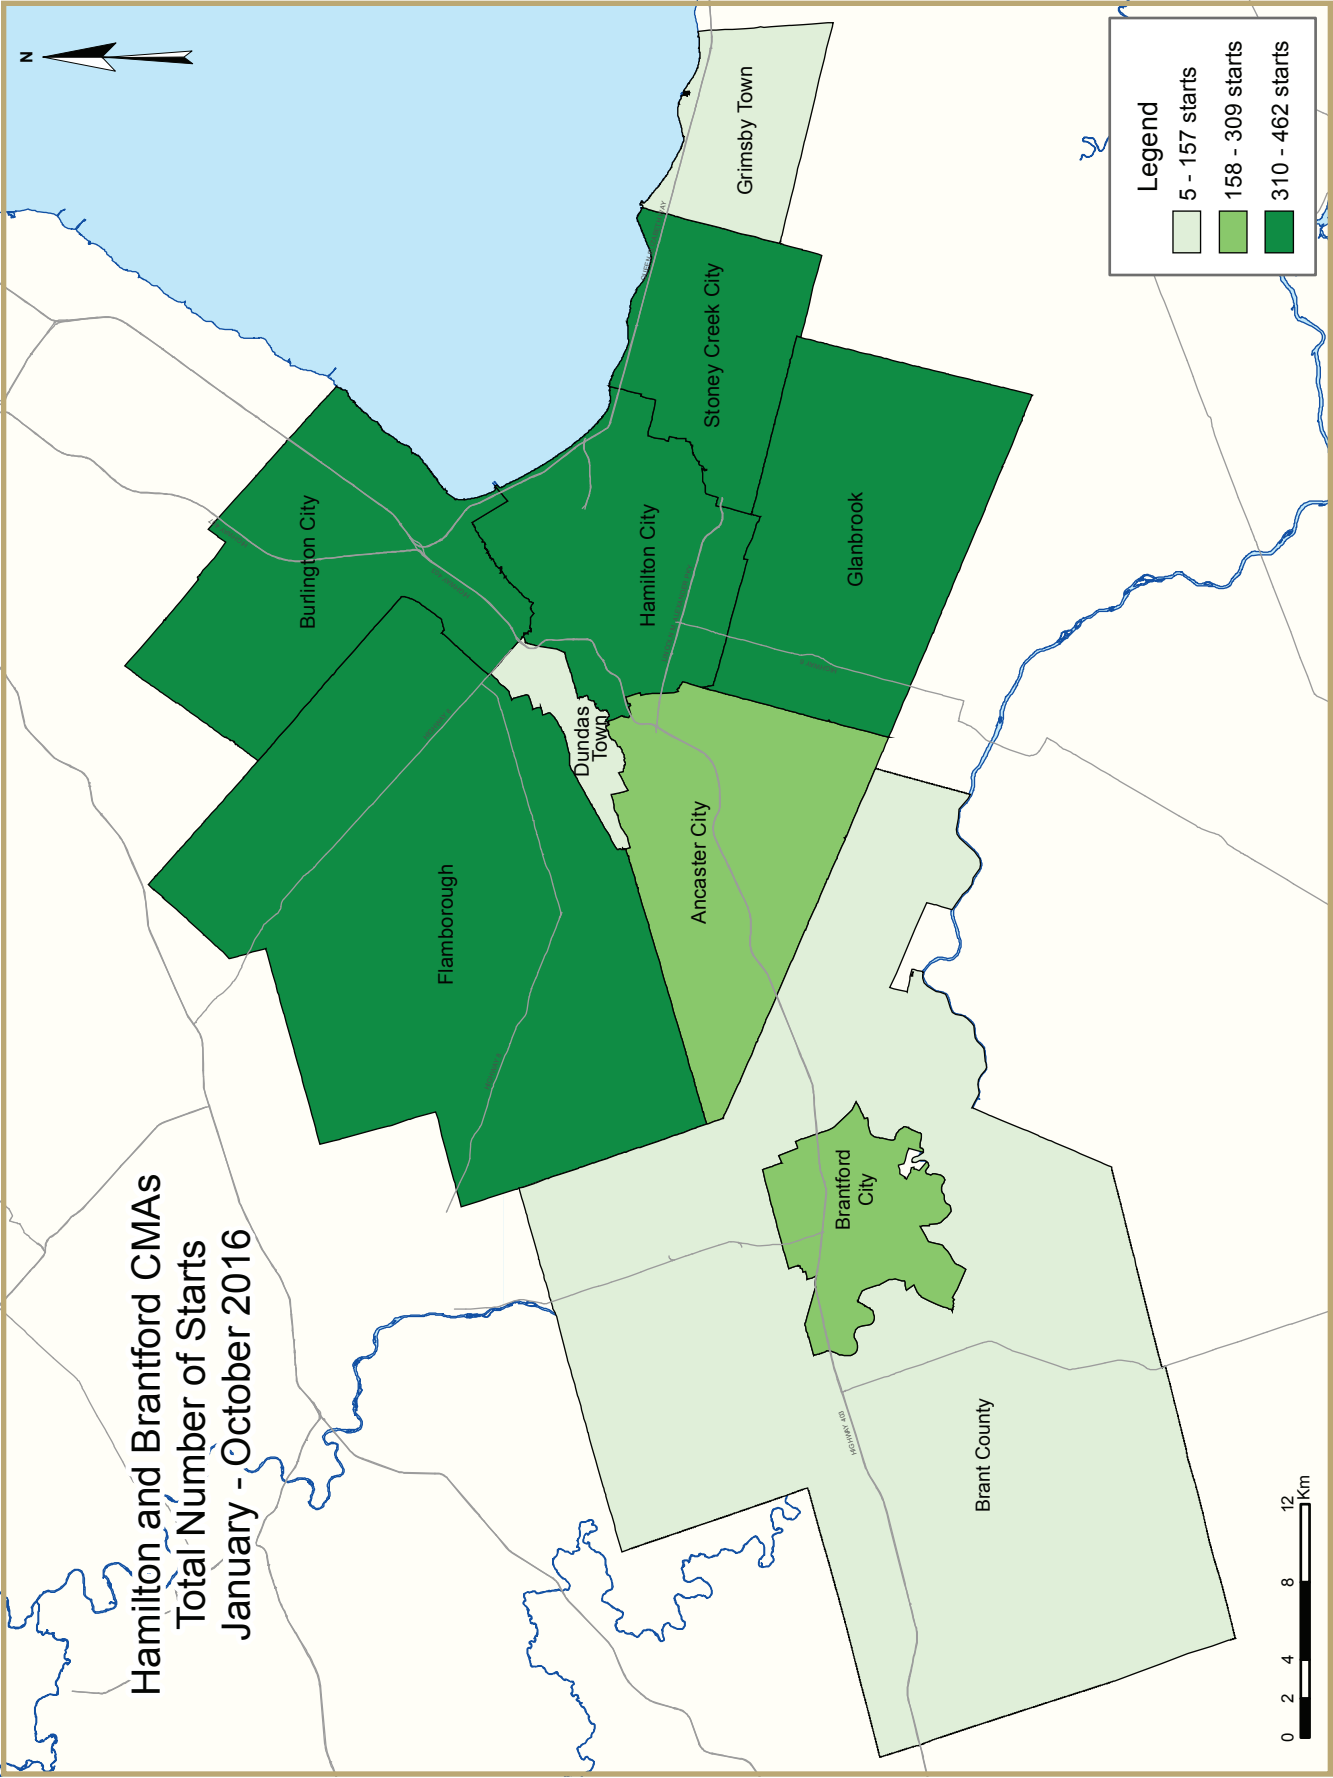 Hamilton and Brantford CMAs
Total Number of Starts
January - October 2016
N
Burlington City
Flamborough
Dundas
Town
Hamilton City
Stoney Creek City
Grimsby Town
Ancaster City
Glanbrook
Brantford
City
Brant County
HIGHWAY 403
Legend
5 - 157 starts
158 - 309 starts
310 - 462 starts
0 2 4 8 12
Km